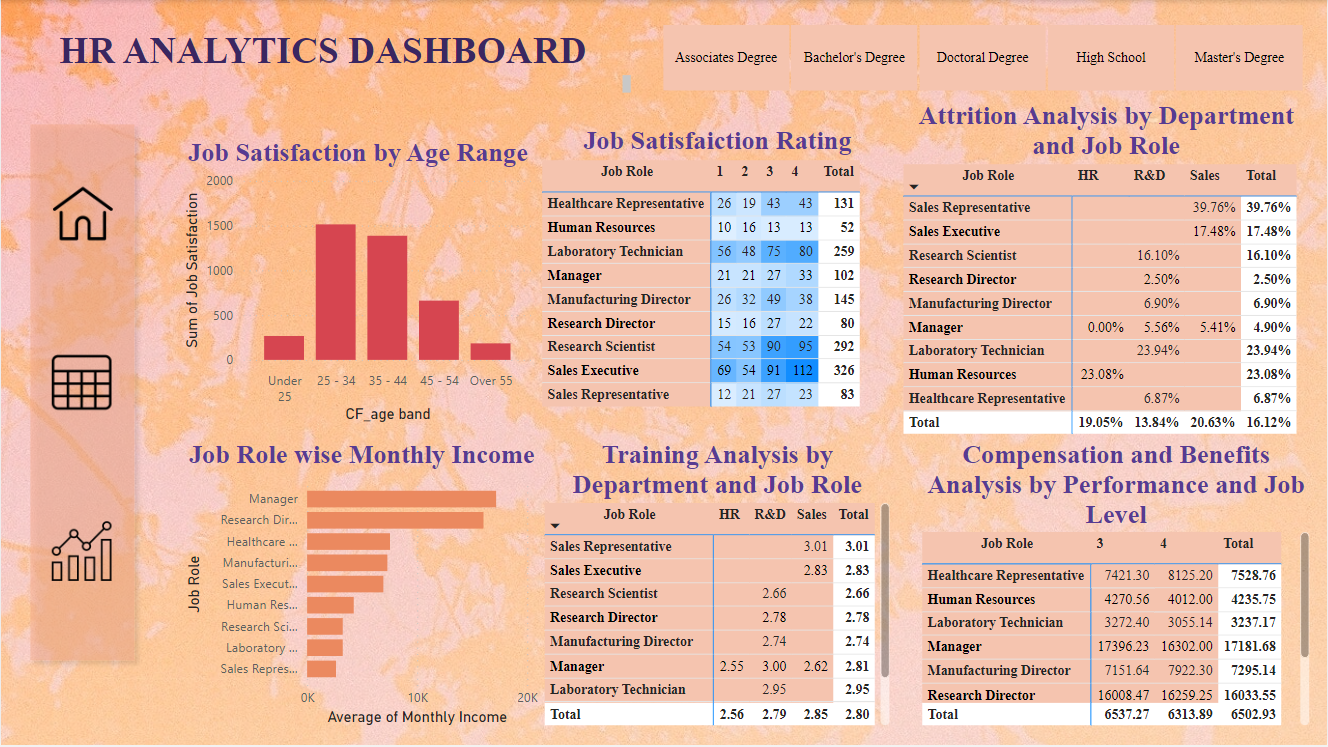 HR ANALYTICS DASHBOARD
Associates Degree Bachelor's Degree Doctoral Degree High School Master's Degree
Job Satisfaction by Age Range
Sum of Job Satisfaction
2000
1500
1000
500
0
Under 25 - 34 35 - 44 45 - 54 Over 55
25
CF_age band
Job Satisfaiction Rating
Job Role 1 2 3 4 Total
Healthcare Representative 26 19 43 43 131
Human Resources 10 16 13 13 52
Laboratory Technician 56 48 75 80 259
Manager 21 21 27 33 102
Manufacturing Director 26 32 49 38 145
Research Director 15 16 27 22 80
Research Scientist 54 53 90 95 292
Sales Executive 69 54 91 112 326
Sales Representative 12 21 27 23 83
Attrition Analysis by Department
and Job Role
Job Role HR R&D Sales Total
Sales Representative 39.76% 39.76%
Sales Executive 17.48% 17.48%
Research Scientist 16.10% 16.10%
Research Director 2.50% 2.50%
Manufacturing Director 6.90% 6.90%
Manager 0.00% 5.56% 5.41% 4.90%
Laboratory Technician 23.94% 23.94%
Human Resources 23.08% 23.08%
Healthcare Representative 6.87% 6.87%
Total 19.05% 13.84% 20.63% 16.12%
Job Role wise Monthly Income
Job Role
Manager
Research Dir...
Healthcare ...
Manufacturi...
Sales Execut...
Human Res...
Research Sci...
Laboratory ...
Sales Repres...
0K 10K 20K
Average of Monthly Income
Training Analysis by
Department and Job Role
Job Role HR R&D Sales Total
Sales Representative 3.01 3.01
Sales Executive 2.83 2.83
Research Scientist 2.66 2.66
Research Director 2.78 2.78
Manufacturing Director 2.74 2.74
Manager 2.55 3.00 2.62 2.81
Laboratory Technician 2.95 2.95
Total 2.56 2.79 2.85 2.80
Compensation and Benefits
Analysis by Performance and Job
Level
Job Role 3 4 Total
Healthcare Representative 7421.30 8125.20 7528.76
Human Resources 4270.56 4012.00 4235.75
Laboratory Technician 3272.40 3055.14 3237.17
Manager 17396.23 16302.00 17181.68
Manufacturing Director 7151.64 7922.30 7295.14
Research Director 16008.47 16259.25 16033.55
Total 6537.27 6313.89 6502.93